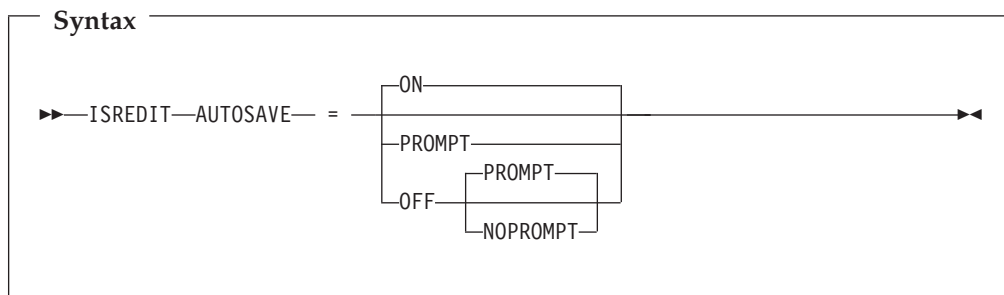 Syntax
ON
ISREDIT AUTOSAVE =
PROMPT
PROMPT
OFF
NOPROMPT